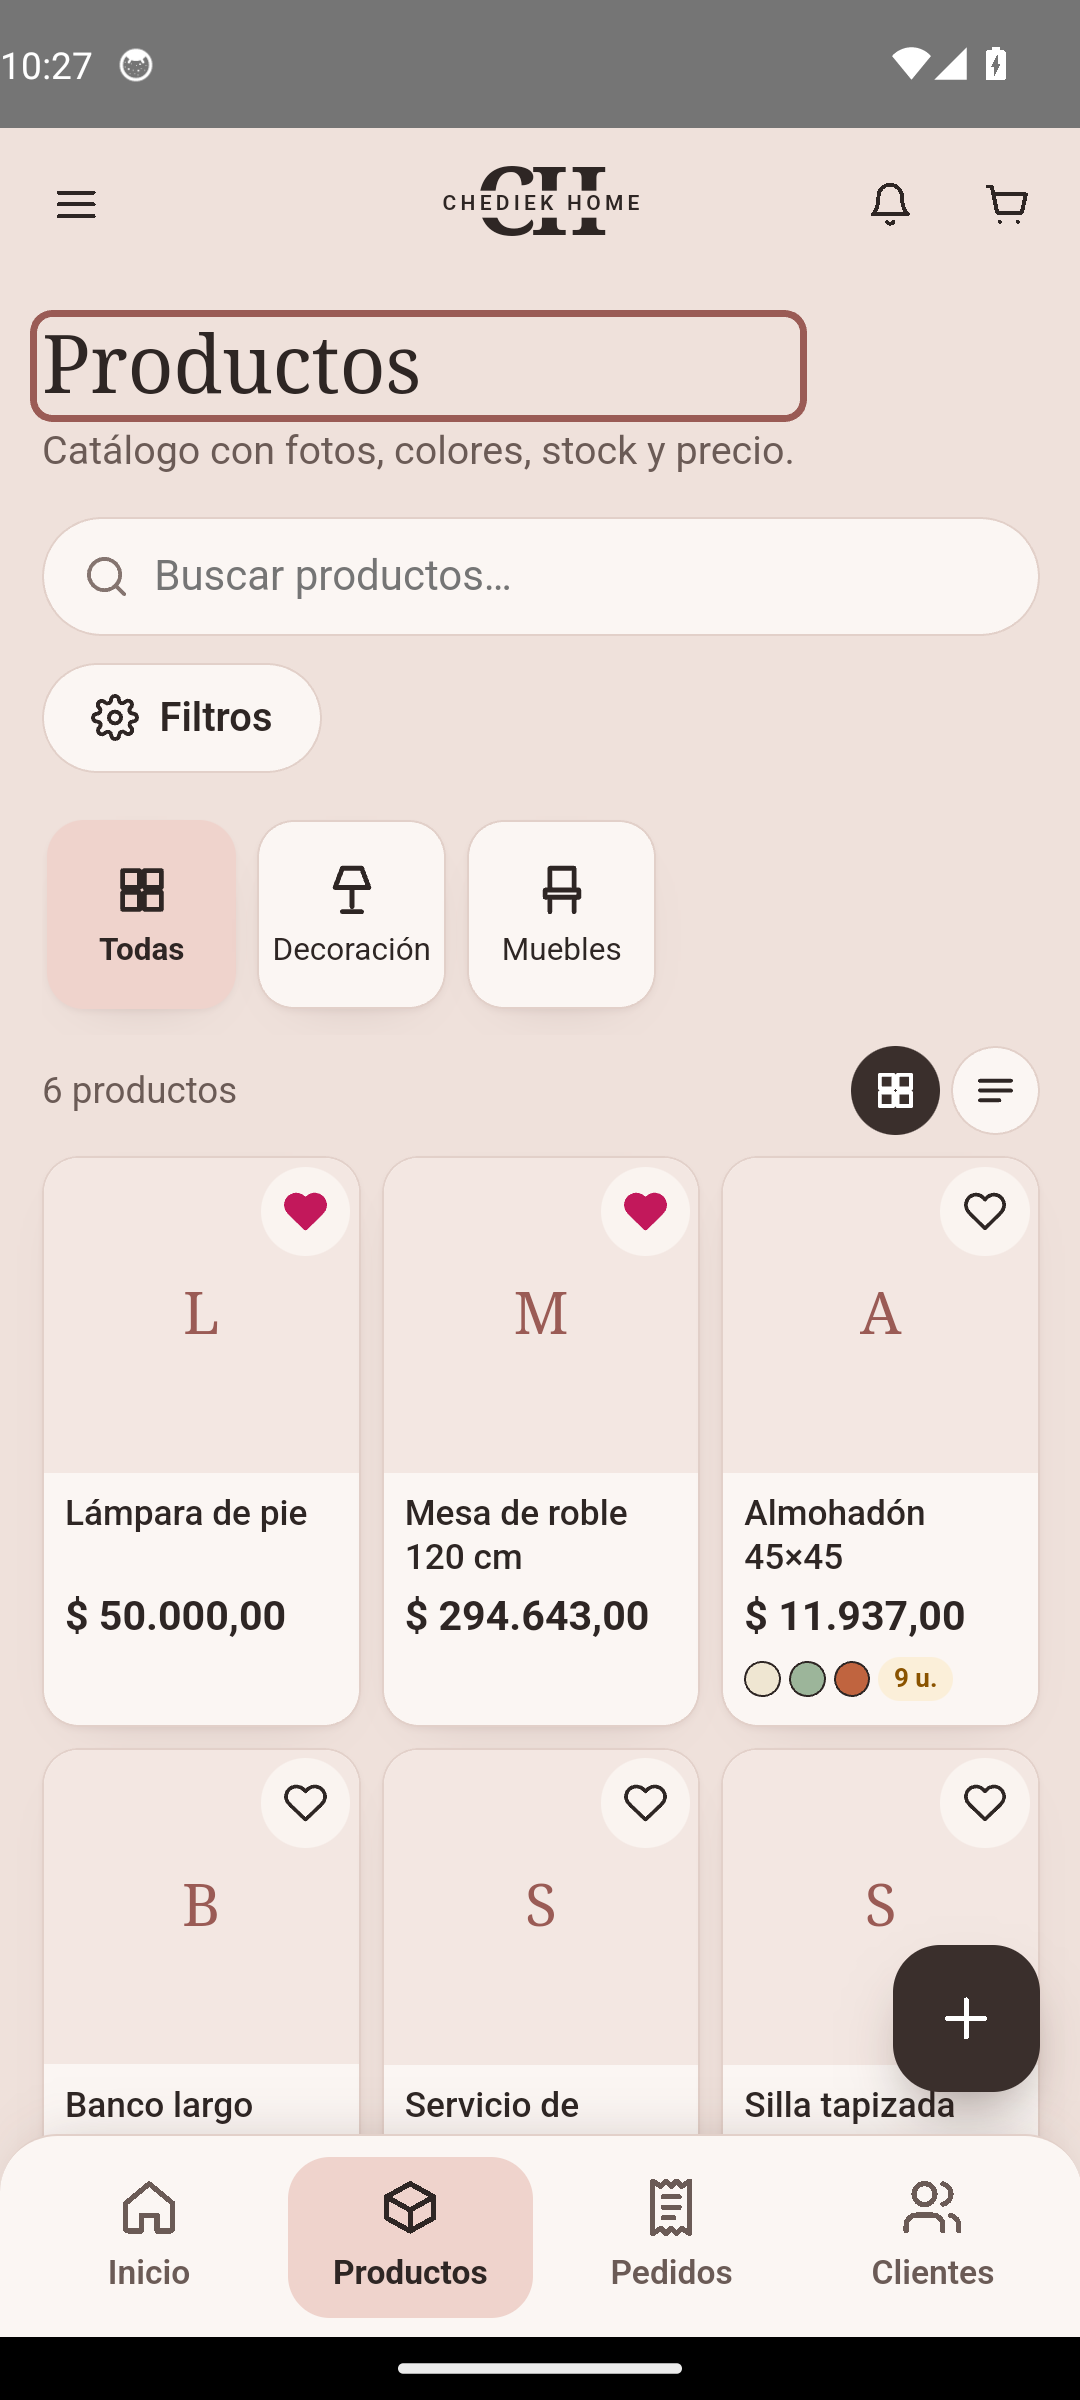 10:27
CH
CHEDIEK HOME
Productos
Catálogo con fotos, colores, stock y precio.
Buscar productos...
Filtros
Todas
Decoración
Muebles
6 productos
L
M
A
Lámpara de pie
Mesa de roble
120 cm
Almohadón
45×45
$ 50.000,00
$ 294.643,00
$ 11.937,00
9 u.
B
S
S
Banco largo
Servicio de
Silla tapizada
Inicio
Productos
Pedidos
Clientes